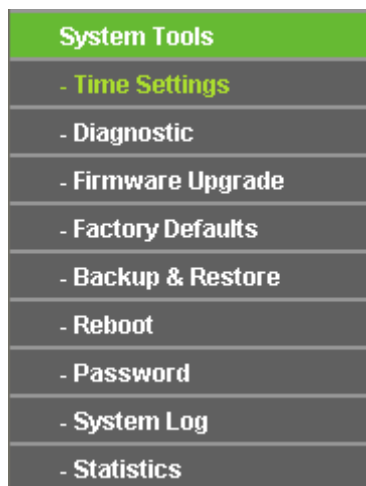 System Tools
- Time Settings
- Diagnostic
- Firmware Upgrade
- Factory Defaults
- Backup & Restore
- Reboot
- Password
- System Log
- Statistics